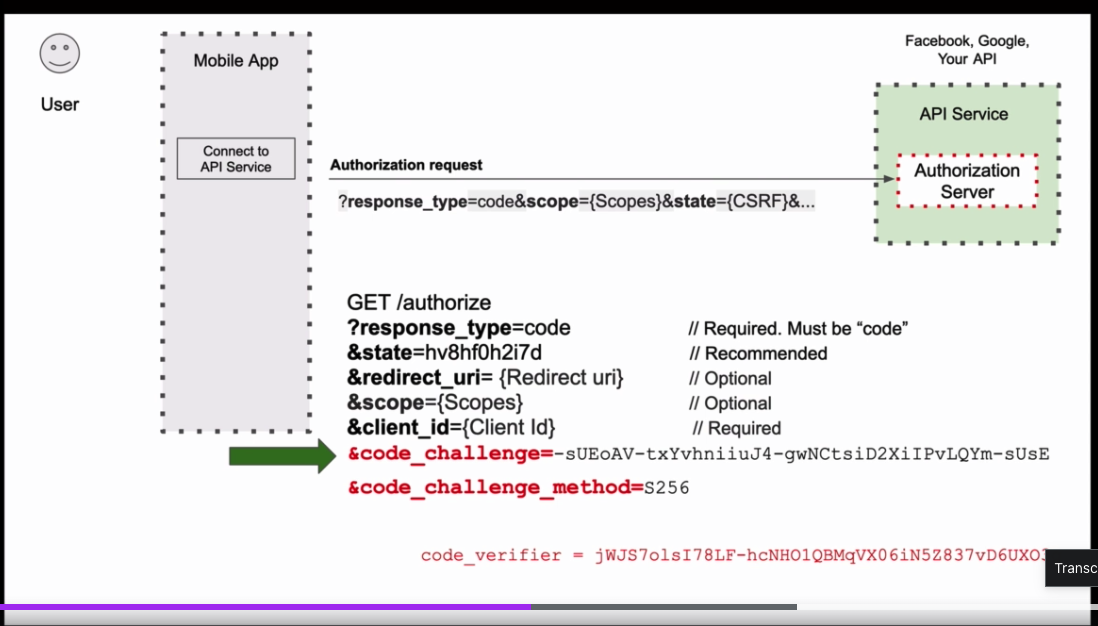 User
Mobile App
Connect to
API Service
Authorization request
?response_type=code&scope={Scopes}&state={CSRF}&...
Facebook, Google,
Your API
API Service
Authorization
Server
GET /authorize
?response_type=code // Required. Must be “code”
&state=hv8hf0h2i7d // Recommended
&redirect_uri= {Redirect uri} // Optional
&scope={Scopes} // Optional
&client_id={Client Id} // Required
&code_challenge=-sUEoAV-txYvhniiuJ4-gwNCtsiD2XiIPvLQYm-sUsE
&code_challenge_method=S256
code_verifier = jWJS7olsI78LF-hcNHO1QBMqVX06iN5Z837vD6UXO
Transc